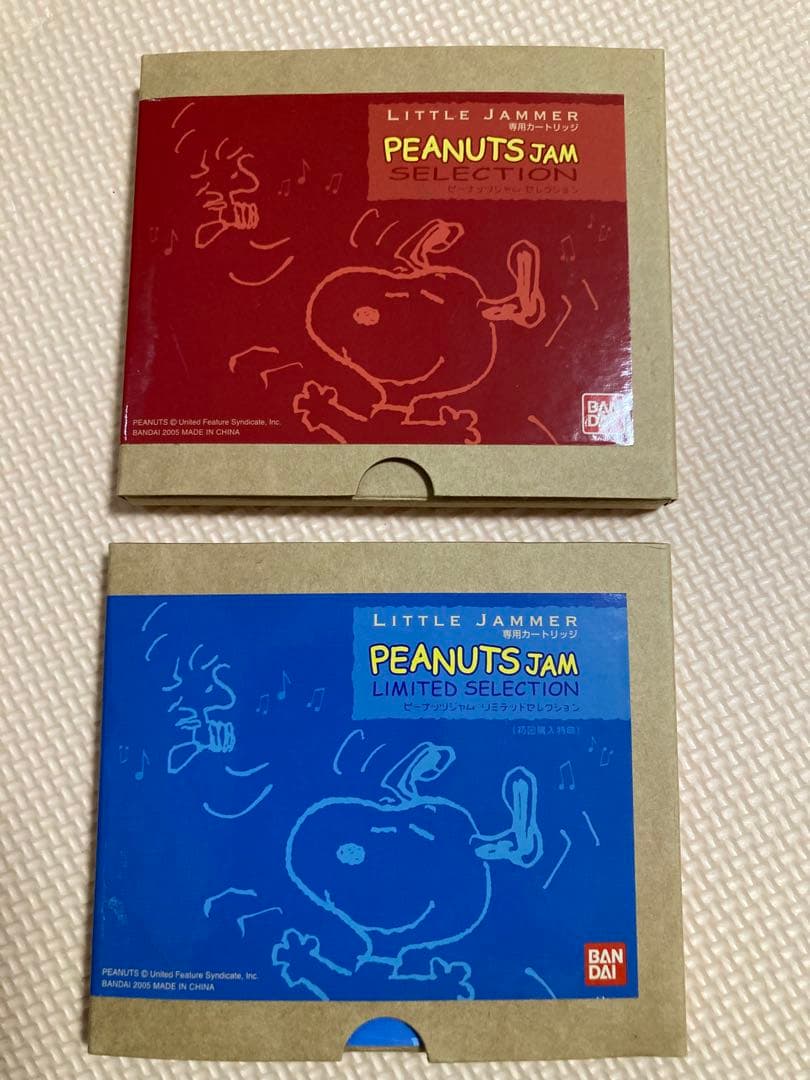 LITTLE JAMMER
専用カートリッジ
PEANUTS JAM
SELECTION
ピーナッツジャム セレクション
PEANUTS © United Feature Syndicate, Inc.
BANDAI 2005 MADE IN CHINA
BAN
DAI
LITTLE JAMMER
専用カートリッジ
PEANUTS JAM
LIMITED SELECTION
ピーナッツジャム リミテッドセレクション
(初回購入特典)
PEANUTS © United Feature Syndicate, Inc.
BANDAI 2005 MADE IN CHINA
BAN
DAI